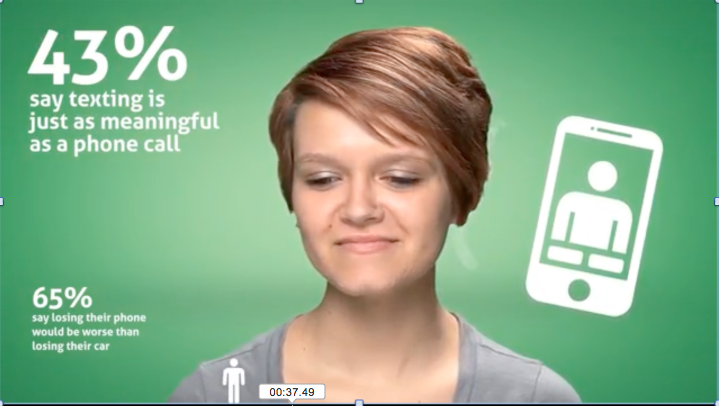 43%
say texting is
just as meaningful
as a phone call
65%
say losing their phone
would be worse than
losing their car
00:37.49